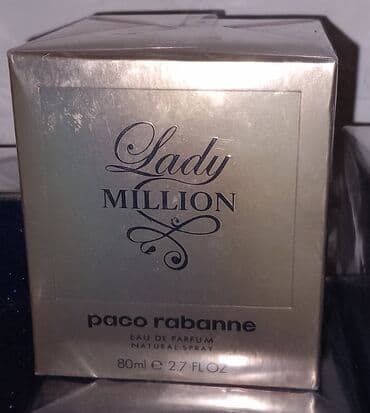 Lady
MILLION
paco rabanne
EAU DE PARFUM
NATURAL SPRAY
80ml e 2.7 FL OZ